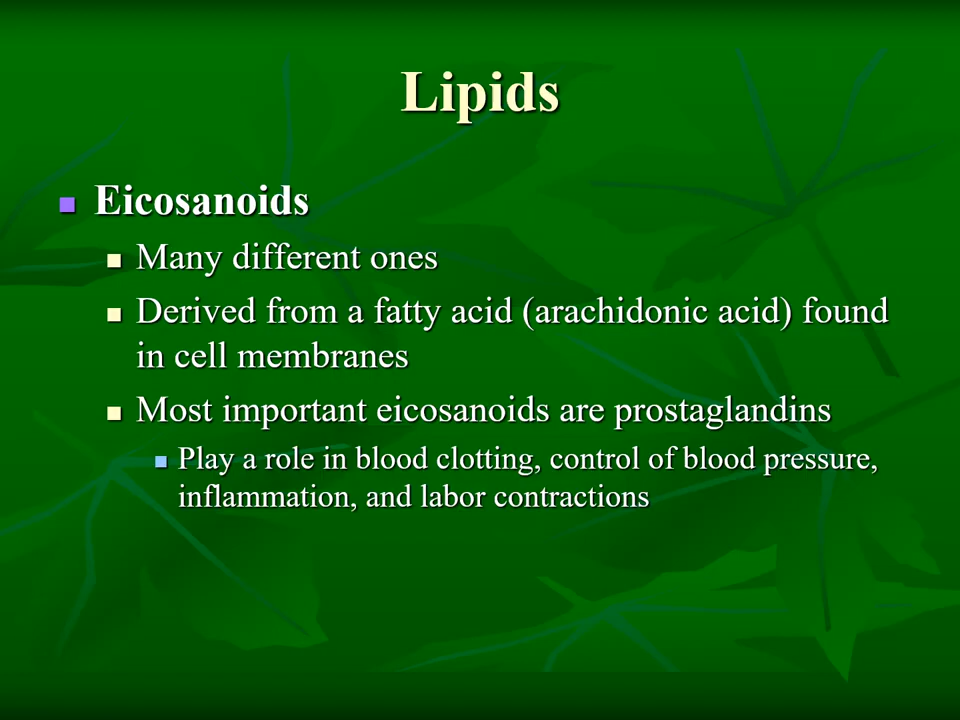 Lipids
Eicosanoids
Many different ones
Derived from a fatty acid (arachidonic acid) found
in cell membranes
Most important eicosanoids are prostaglandins
Play a role in blood clotting, control of blood pressure,
inflammation, and labor contractions